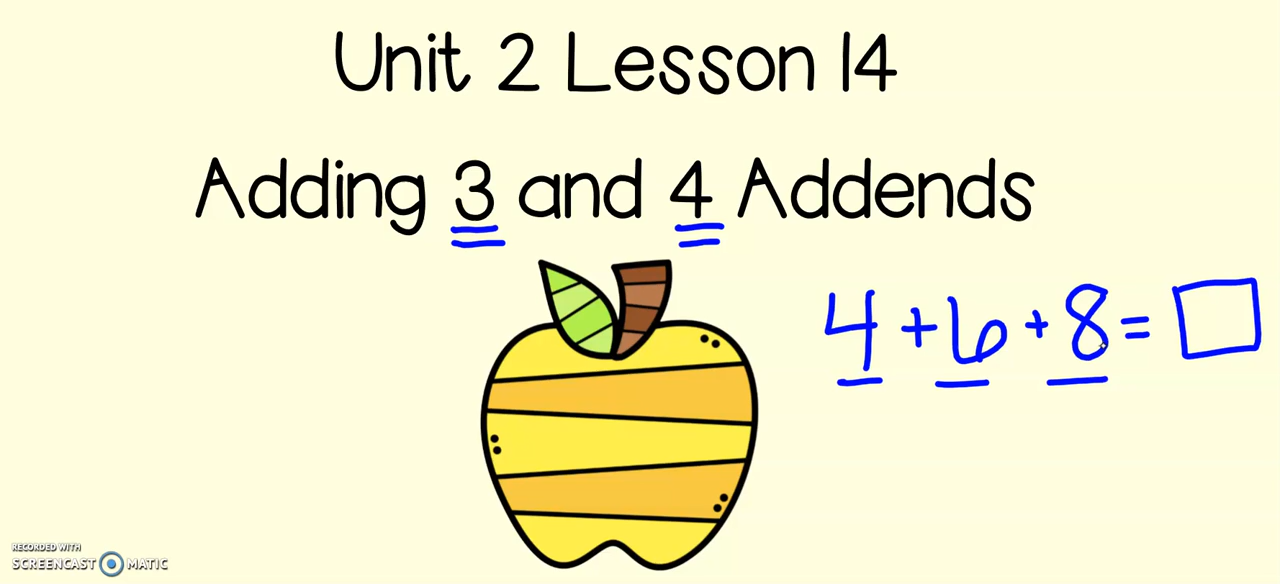 Unit 2 Lesson 14
Adding 3 and 4 Addends
4 + 6 + 8 = □
RECORDED WITH
SCREENCAST MATIC